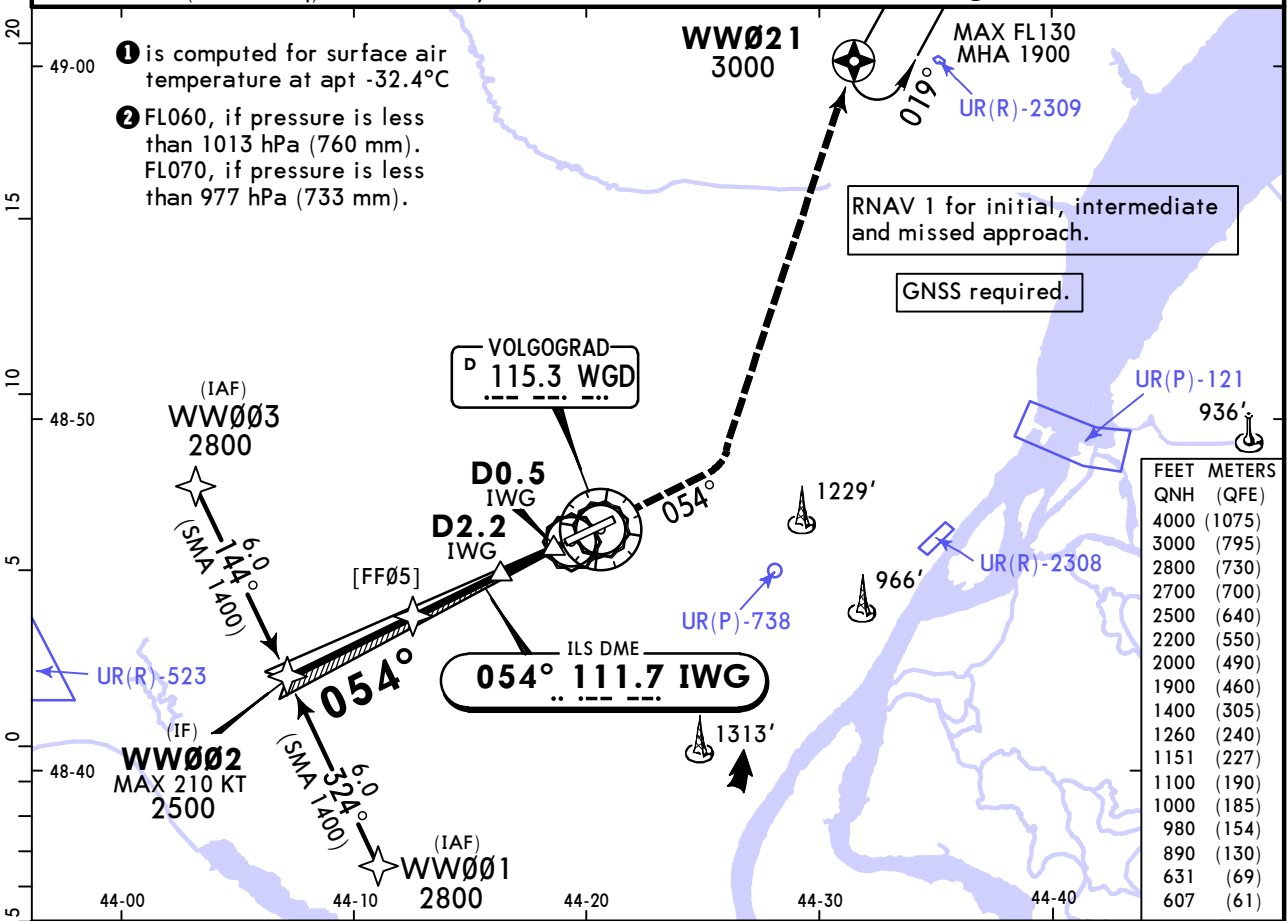 ❶ is computed for surface air
temperature at apt -32.4°C
❷ FL060, if pressure is less
than 1013 hPa (760 mm).
FL070, if pressure is less
than 977 hPa (733 mm).
WWØ21
3000
MAX FL130
MHA 1900
019°
UR(R)-2309
RNAV 1 for initial, intermediate
and missed approach.
GNSS required.
VOLGOGRAD
D 115.3 WGD
(IAF)
WWØØ3
2800
6.0
144°
(SMA 1400)
D0.5
IWG
D2.2
IWG
[FFØ5]
054°
1229'
966'
936'
1313'
UR(P)-121
UR(R)-2308
UR(P)-738
UR(R)-523
ILS DME
054° 111.7 IWG
054°
(IF)
WWØØ2
MAX 210 KT
2500
6.0
324°
(SMA 1400)
(IAF)
WWØØ1
2800
FEET METERS
QNH (QFE)
4000 (1075)
3000 (795)
2800 (730)
2700 (700)
2500 (640)
2200 (550)
2000 (490)
1900 (460)
1400 (305)
1260 (240)
1151 (227)
1100 (190)
1000 (185)
980 (154)
890 (130)
631 (69)
607 (61)
20
15
10
5
0
5
49-00
48-50
48-40
44-00
44-10
44-20
44-30
44-40